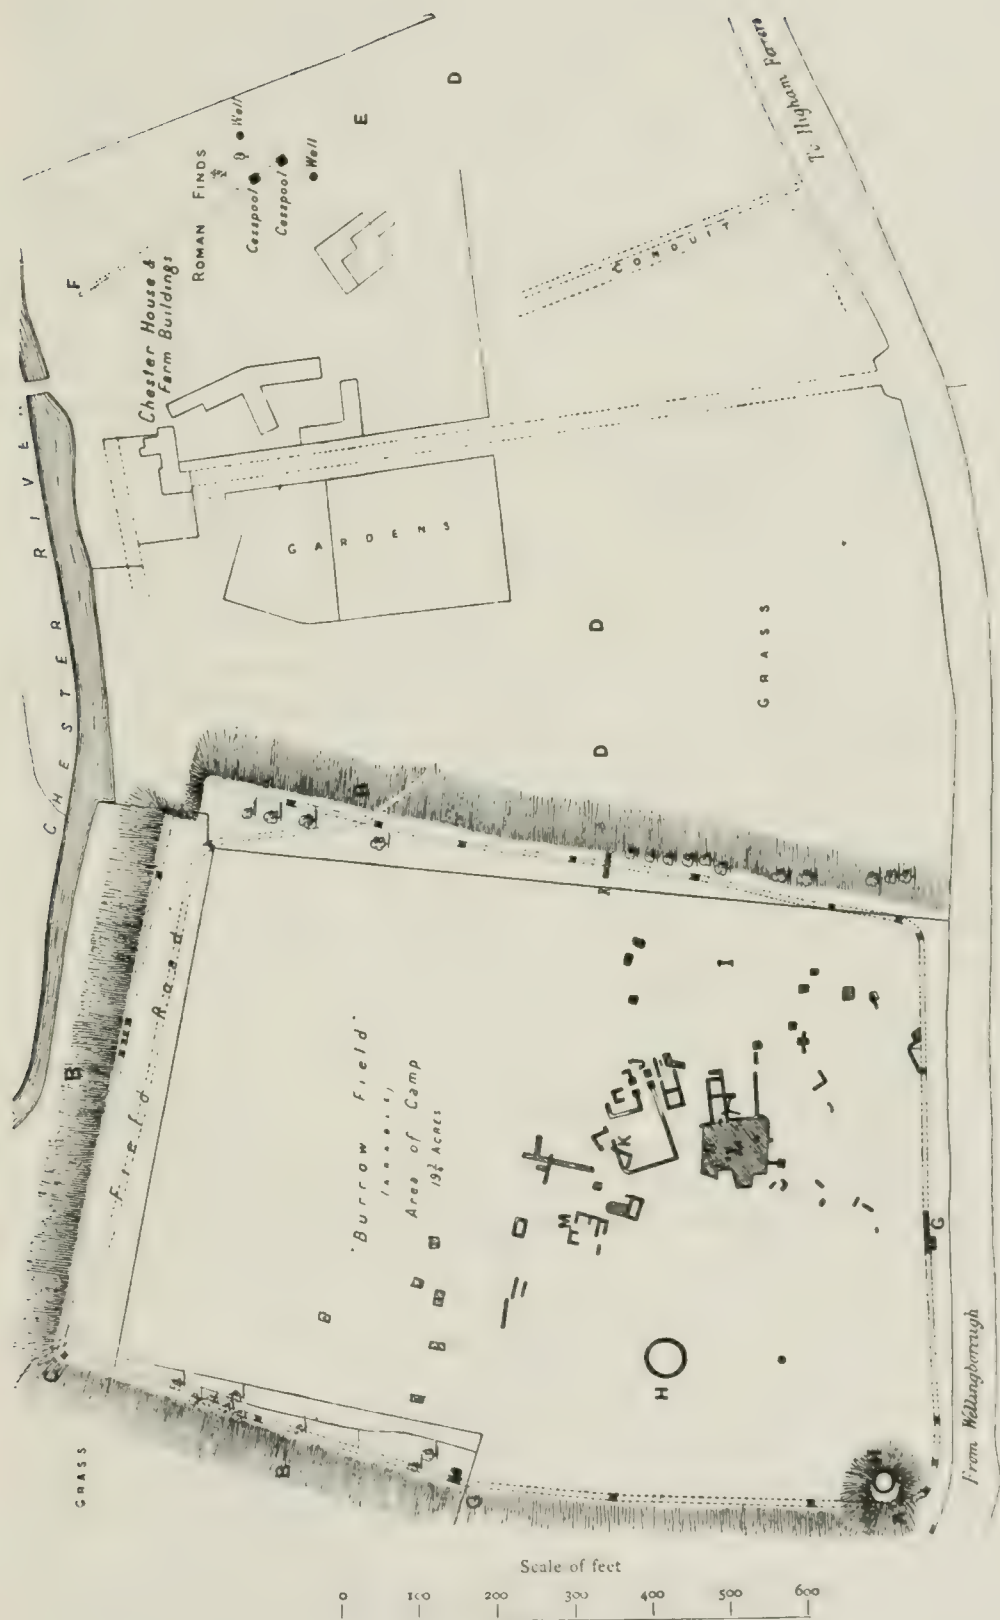 CHESTER RIVER
F
Chester House &
Farm Buildings
ROMAN FINDS
Well
Cesspool
Cesspool
Well
E
D
To Higham Ferrers
CONDUIT
GARDENS
GRASS
D
D
B
B
Field Road
C
GRASS
B
"Burrow Field"
Area of Camp
19¾ ACRES
I
J
K
L
M
H
H
G
G
A
From Wellingborough
Scale of feet
0 100 200 300 400 500 600